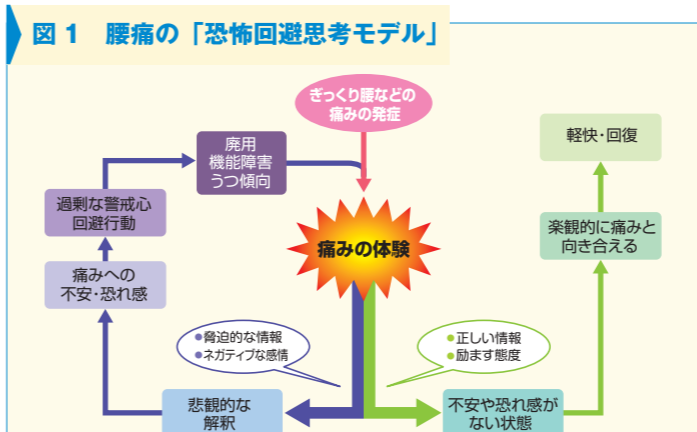 図1 腰痛の「恐怖回避思考モデル」
ぎっくり腰などの
痛みの発症
廃用
機能障害
うつ傾向
軽快・回復
過剰な警戒心
回避行動
楽観的に痛みと
向き合える
痛みの体験
痛みへの
不安・恐れ感
●脅迫的な情報
●ネガティブな感情
●正しい情報
●励ます態度
悲観的な
解釈
不安や恐れ感が
ない状態